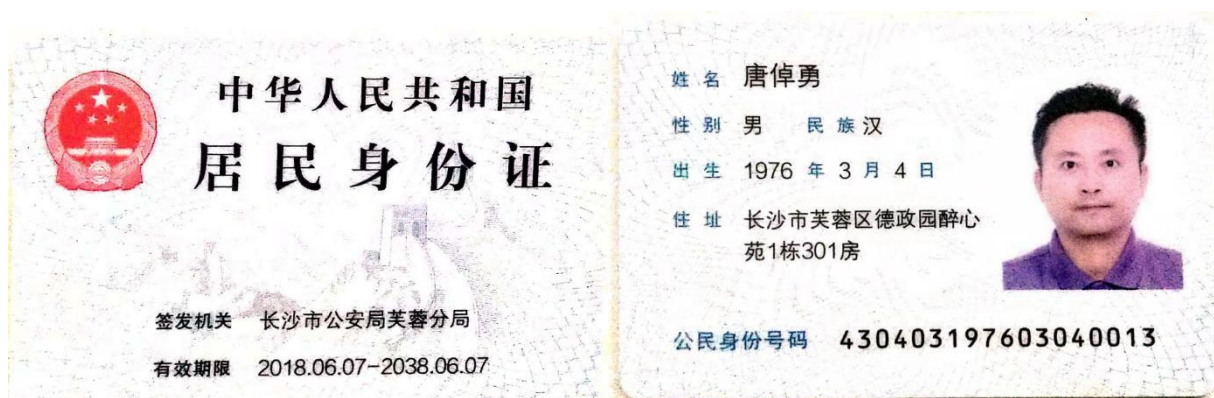 中华人民共和国
居民身份证
签发机关 长沙市公安局芙蓉分局
有效期限 2018.06.07-2038.06.07
姓名 唐倬勇
性别 男 民族 汉
出生 1976 年 3 月 4 日
住址 长沙市芙蓉区德政园醉心
苑1栋301房
公民身份号码 430403197603040013